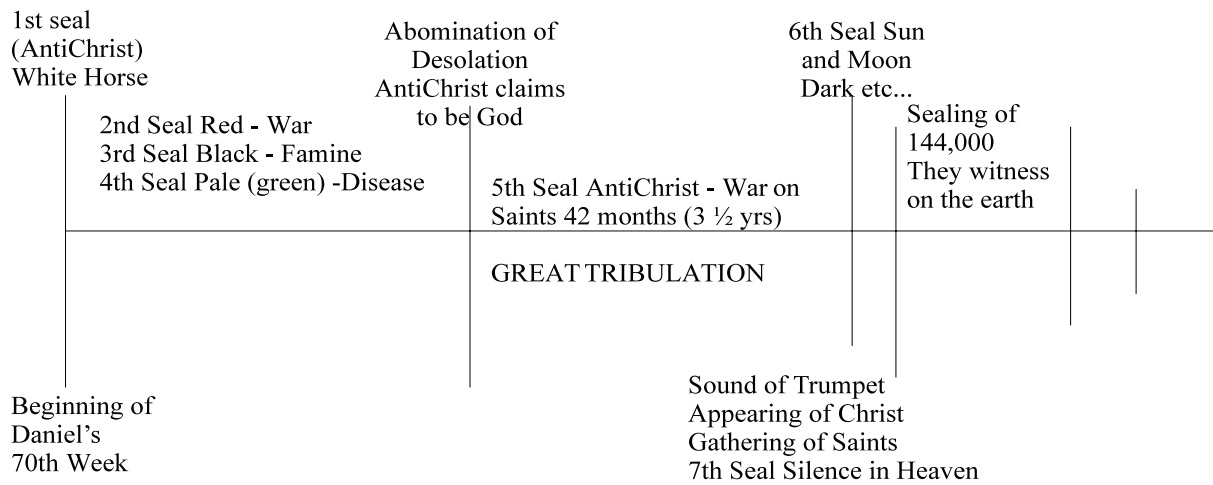 1st seal
(AntiChrist)
White Horse
2nd Seal Red - War
3rd Seal Black - Famine
4th Seal Pale (green) -Disease
Abomination of
Desolation
AntiChrist claims
to be God
5th Seal AntiChrist - War on
Saints 42 months (3 ½ yrs)
GREAT TRIBULATION
6th Seal Sun
and Moon
Dark etc...
Sealing of
144,000
They witness
on the earth
Beginning of
Daniel’s
70th Week
Sound of Trumpet
Appearing of Christ
Gathering of Saints
7th Seal Silence in Heaven